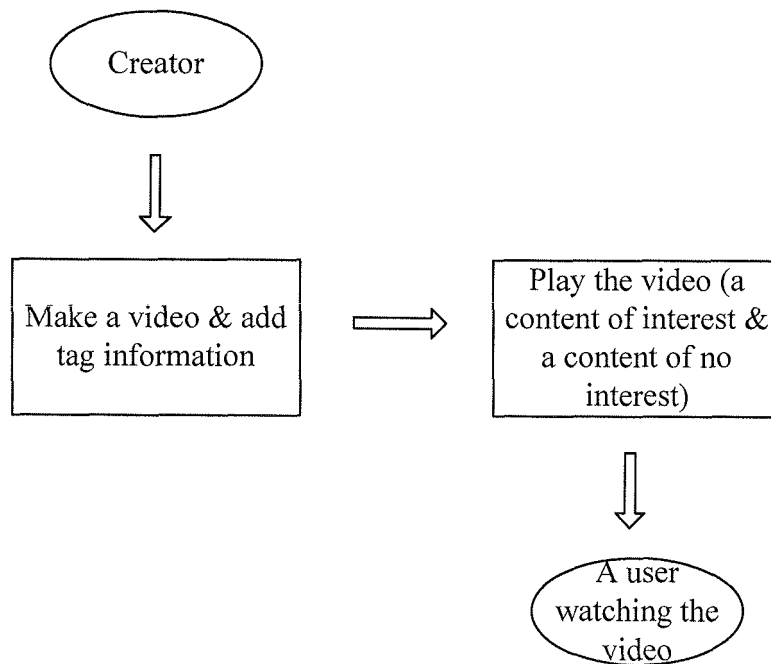 Creator
Make a video & add
tag information
Play the video (a
content of interest &
a content of no
interest)
A user
watching the
video